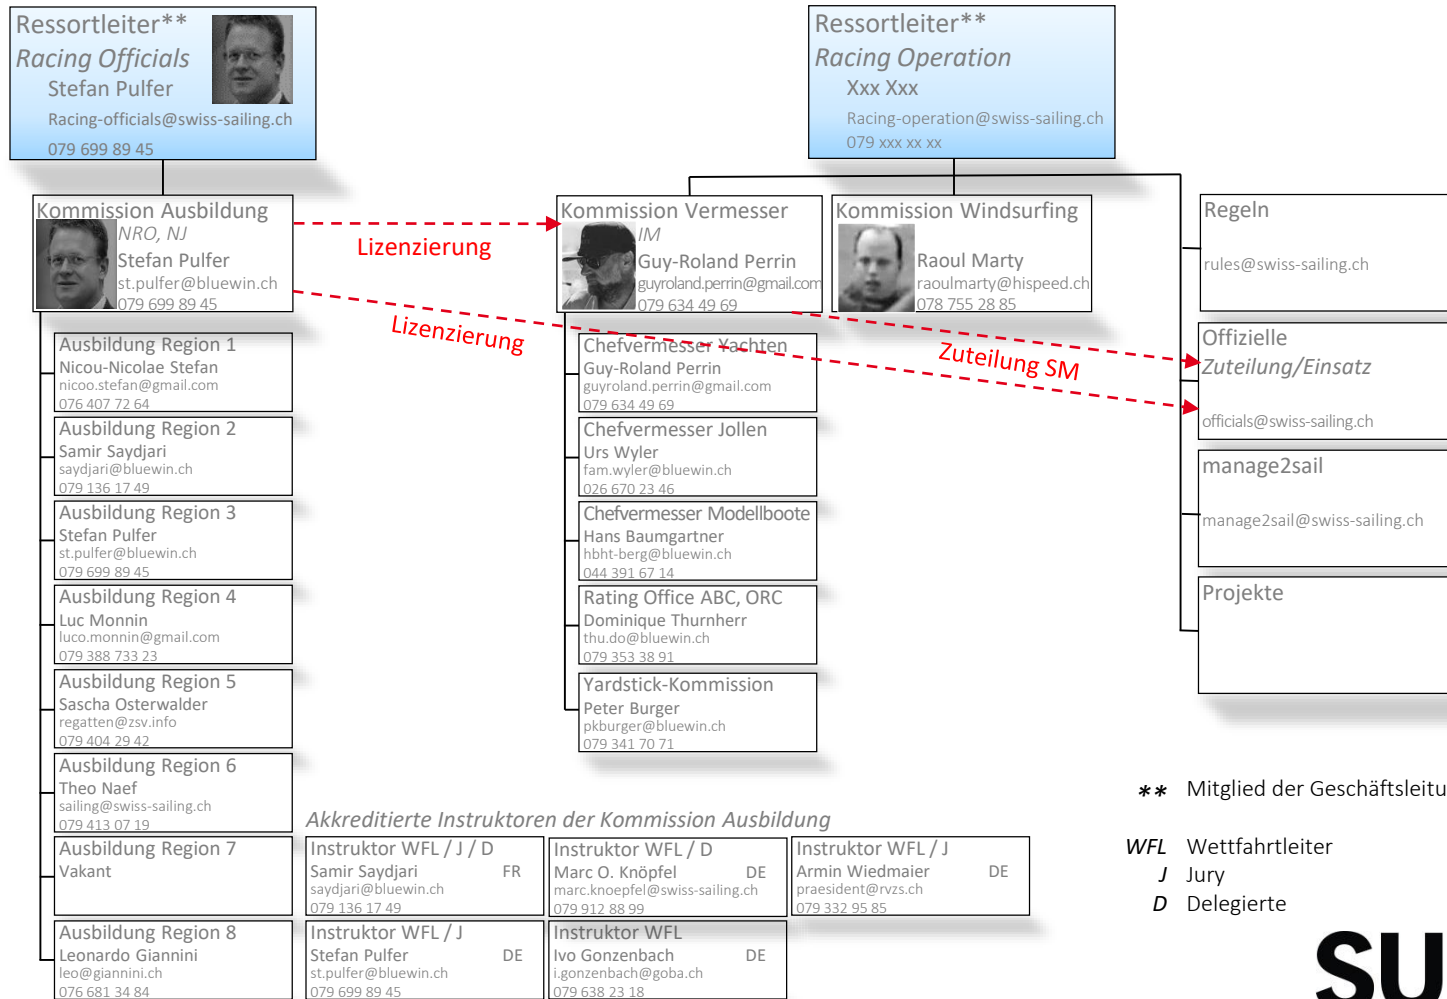 Ressortleiter**
Racing Officials
Stefan Pulfer
Racing-officials@swiss-sailing.ch
079 699 89 45
Ressortleiter**
Racing Operation
Xxx Xxx
Racing-operation@swiss-sailing.ch
079 xxx xx xx
Kommission Ausbildung
NRO, NJ
Stefan Pulfer
st.pulfer@bluewin.ch
079 699 89 45
Lizenzierung
Lizenzierung
Kommission Vermesser
IM
Guy-Roland Perrin
guyroland.perrin@gmail.com
079 634 49 69
Kommission Windsurfing
Raoul Marty
raoulmarty@hispeed.ch
078 755 28 85
Zuteilung SM
Regeln
rules@swiss-sailing.ch
Offizielle
Zuteilung/Einsatz
officials@swiss-sailing.ch
manage2sail
manage2sail@swiss-sailing.ch
Projekte
Ausbildung Region 1
Nicou-Nicolae Stefan
nicoo.stefan@gmail.com
076 407 72 64
Ausbildung Region 2
Samir Saydjari
saydjari@bluewin.ch
079 136 17 49
Ausbildung Region 3
Stefan Pulfer
st.pulfer@bluewin.ch
079 699 89 45
Ausbildung Region 4
Luc Monnin
luco.monnin@gmail.com
079 388 733 23
Ausbildung Region 5
Sascha Osterwalder
regatten@zsv.info
079 404 29 42
Ausbildung Region 6
Theo Naef
sailing@swiss-sailing.ch
079 413 07 19
Ausbildung Region 7
Vakant
Ausbildung Region 8
Leonardo Giannini
leo@giannini.ch
076 681 34 84
Chefvermesser Yachten
Guy-Roland Perrin
guyroland.perrin@gmail.com
079 634 49 69
Chefvermesser Jollen
Urs Wyler
fam.wyler@bluewin.ch
026 670 23 46
Chefvermesser Modellboote
Hans Baumgartner
hbht-berg@bluewin.ch
044 391 67 14
Rating Office ABC, ORC
Dominique Thurnherr
thu.do@bluewin.ch
079 353 38 91
Yardstick-Kommission
Peter Burger
pkburger@bluewin.ch
079 341 70 71
Akkreditierte Instruktoren der Kommission Ausbildung
Instruktor WFL / J / D
Samir Saydjari FR
saydjari@bluewin.ch
079 136 17 49
Instruktor WFL / D
Marc O. Knöpfel DE
marc.knoepfel@swiss-sailing.ch
079 912 88 99
Instruktor WFL / J
Armin Wiedmaier DE
praesident@rvzs.ch
079 332 95 85
Instruktor WFL / J
Stefan Pulfer DE
st.pulfer@bluewin.ch
079 699 89 45
Instruktor WFL
Ivo Gonzenbach DE
i.gonzenbach@goba.ch
079 638 23 18
** Mitglied der Geschäftsleitu
WFL Wettfahrtleiter
J Jury
D Delegierte
SU